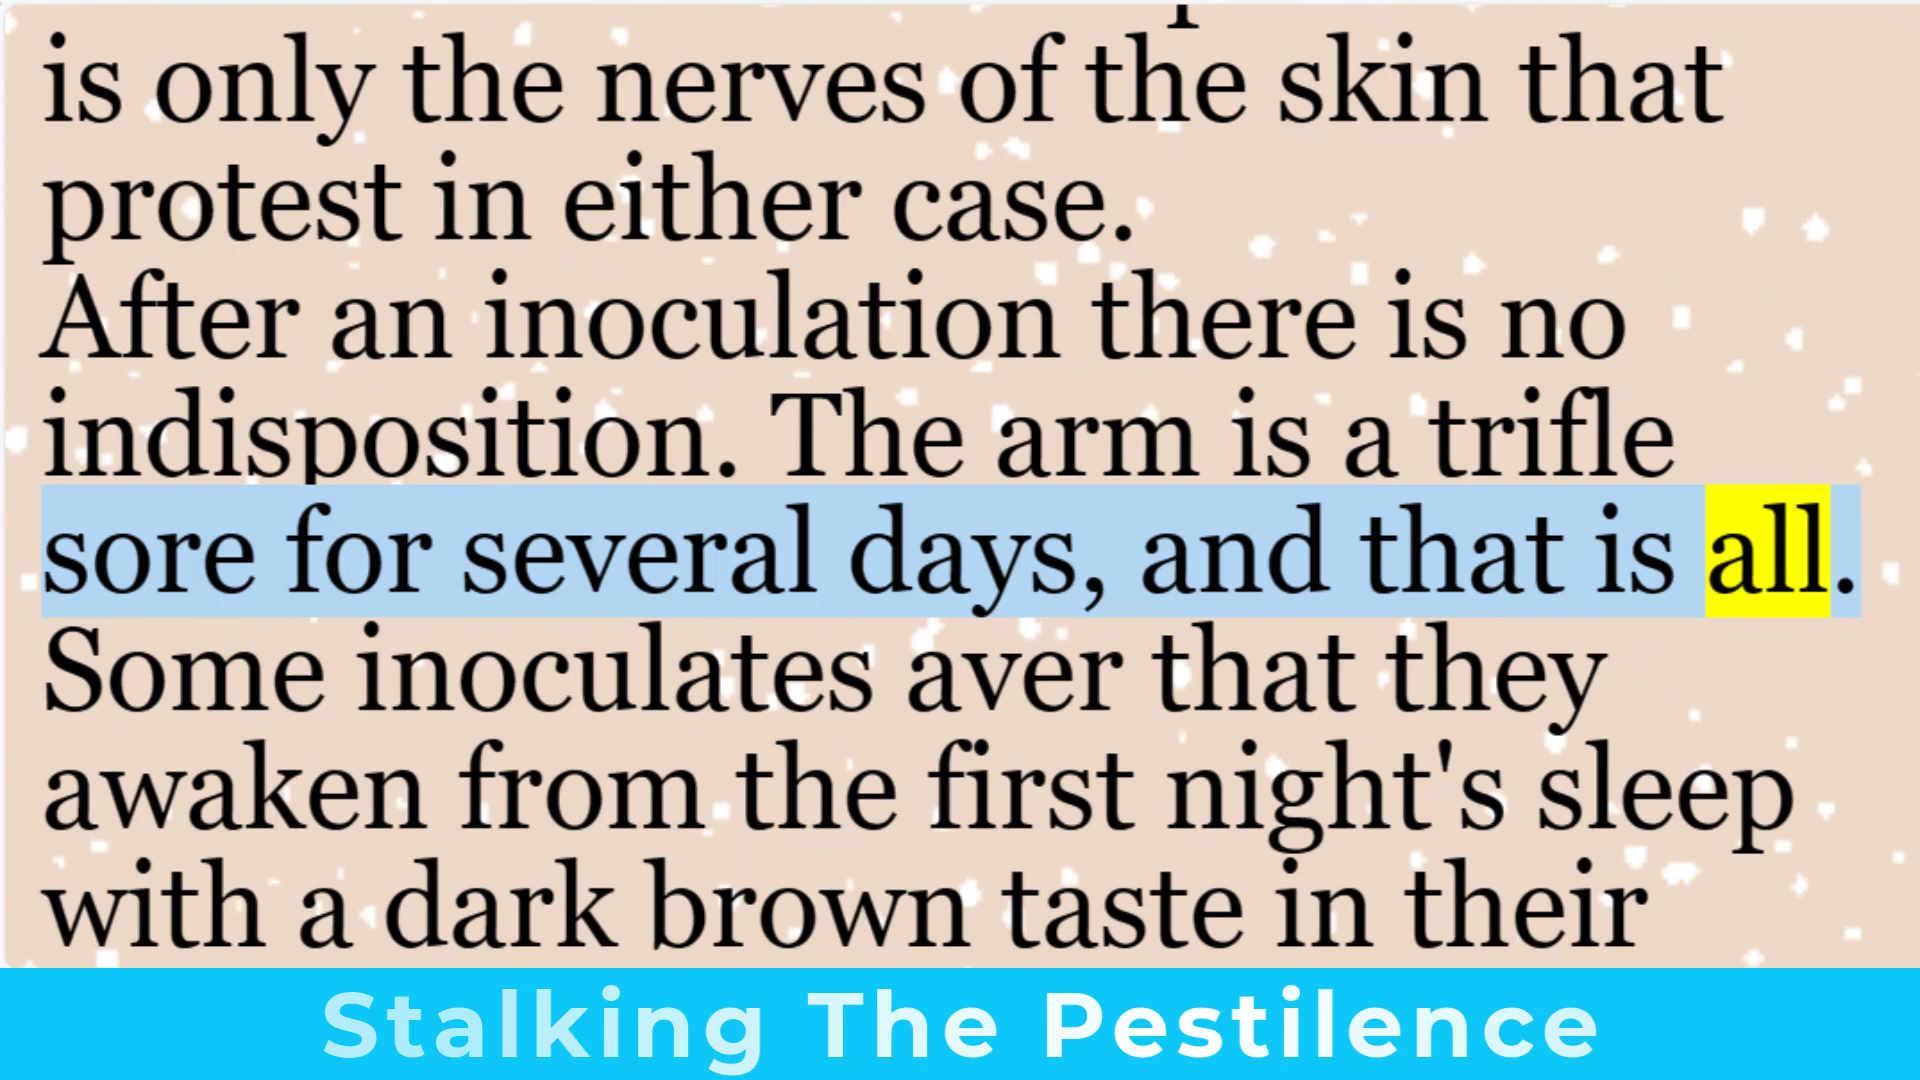 is only the nerves of the skin that
protest in either case.
After an inoculation there is no
indisposition. The arm is a trifle
sore for several days, and that is all.
Some inoculates aver that they
awaken from the first night's sleep
with a dark brown taste in their
Stalking The Pestilence